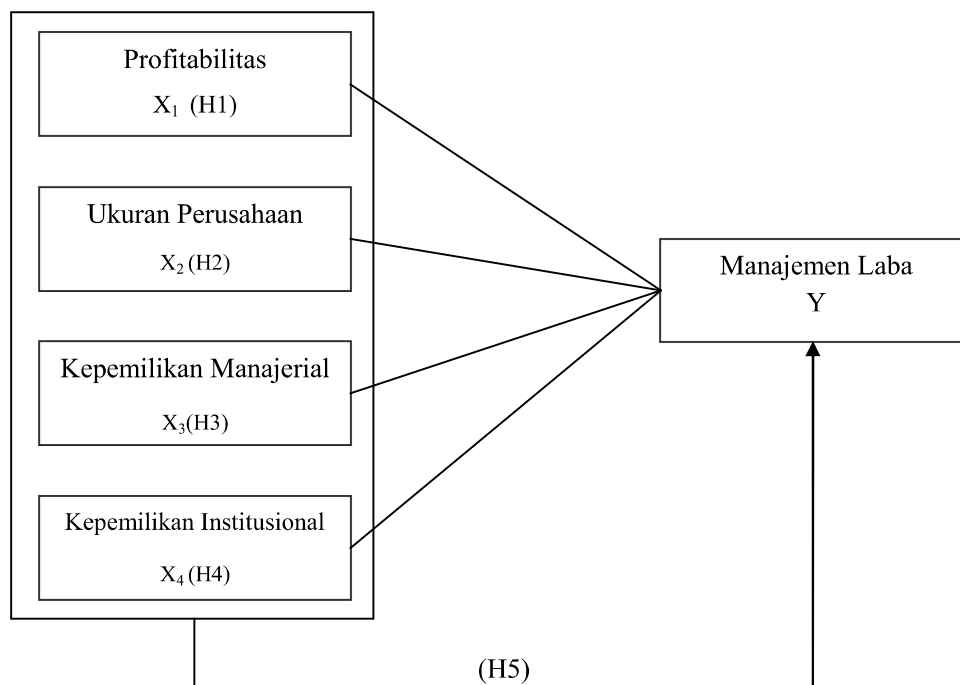 Profitabilitas
X₁ (H1)
Ukuran Perusahaan
X₂ (H2)
Kepemilikan Manajerial
X₃(H3)
Kepemilikan Institusional
X₄ (H4)
Manajemen Laba
Y
(H5)